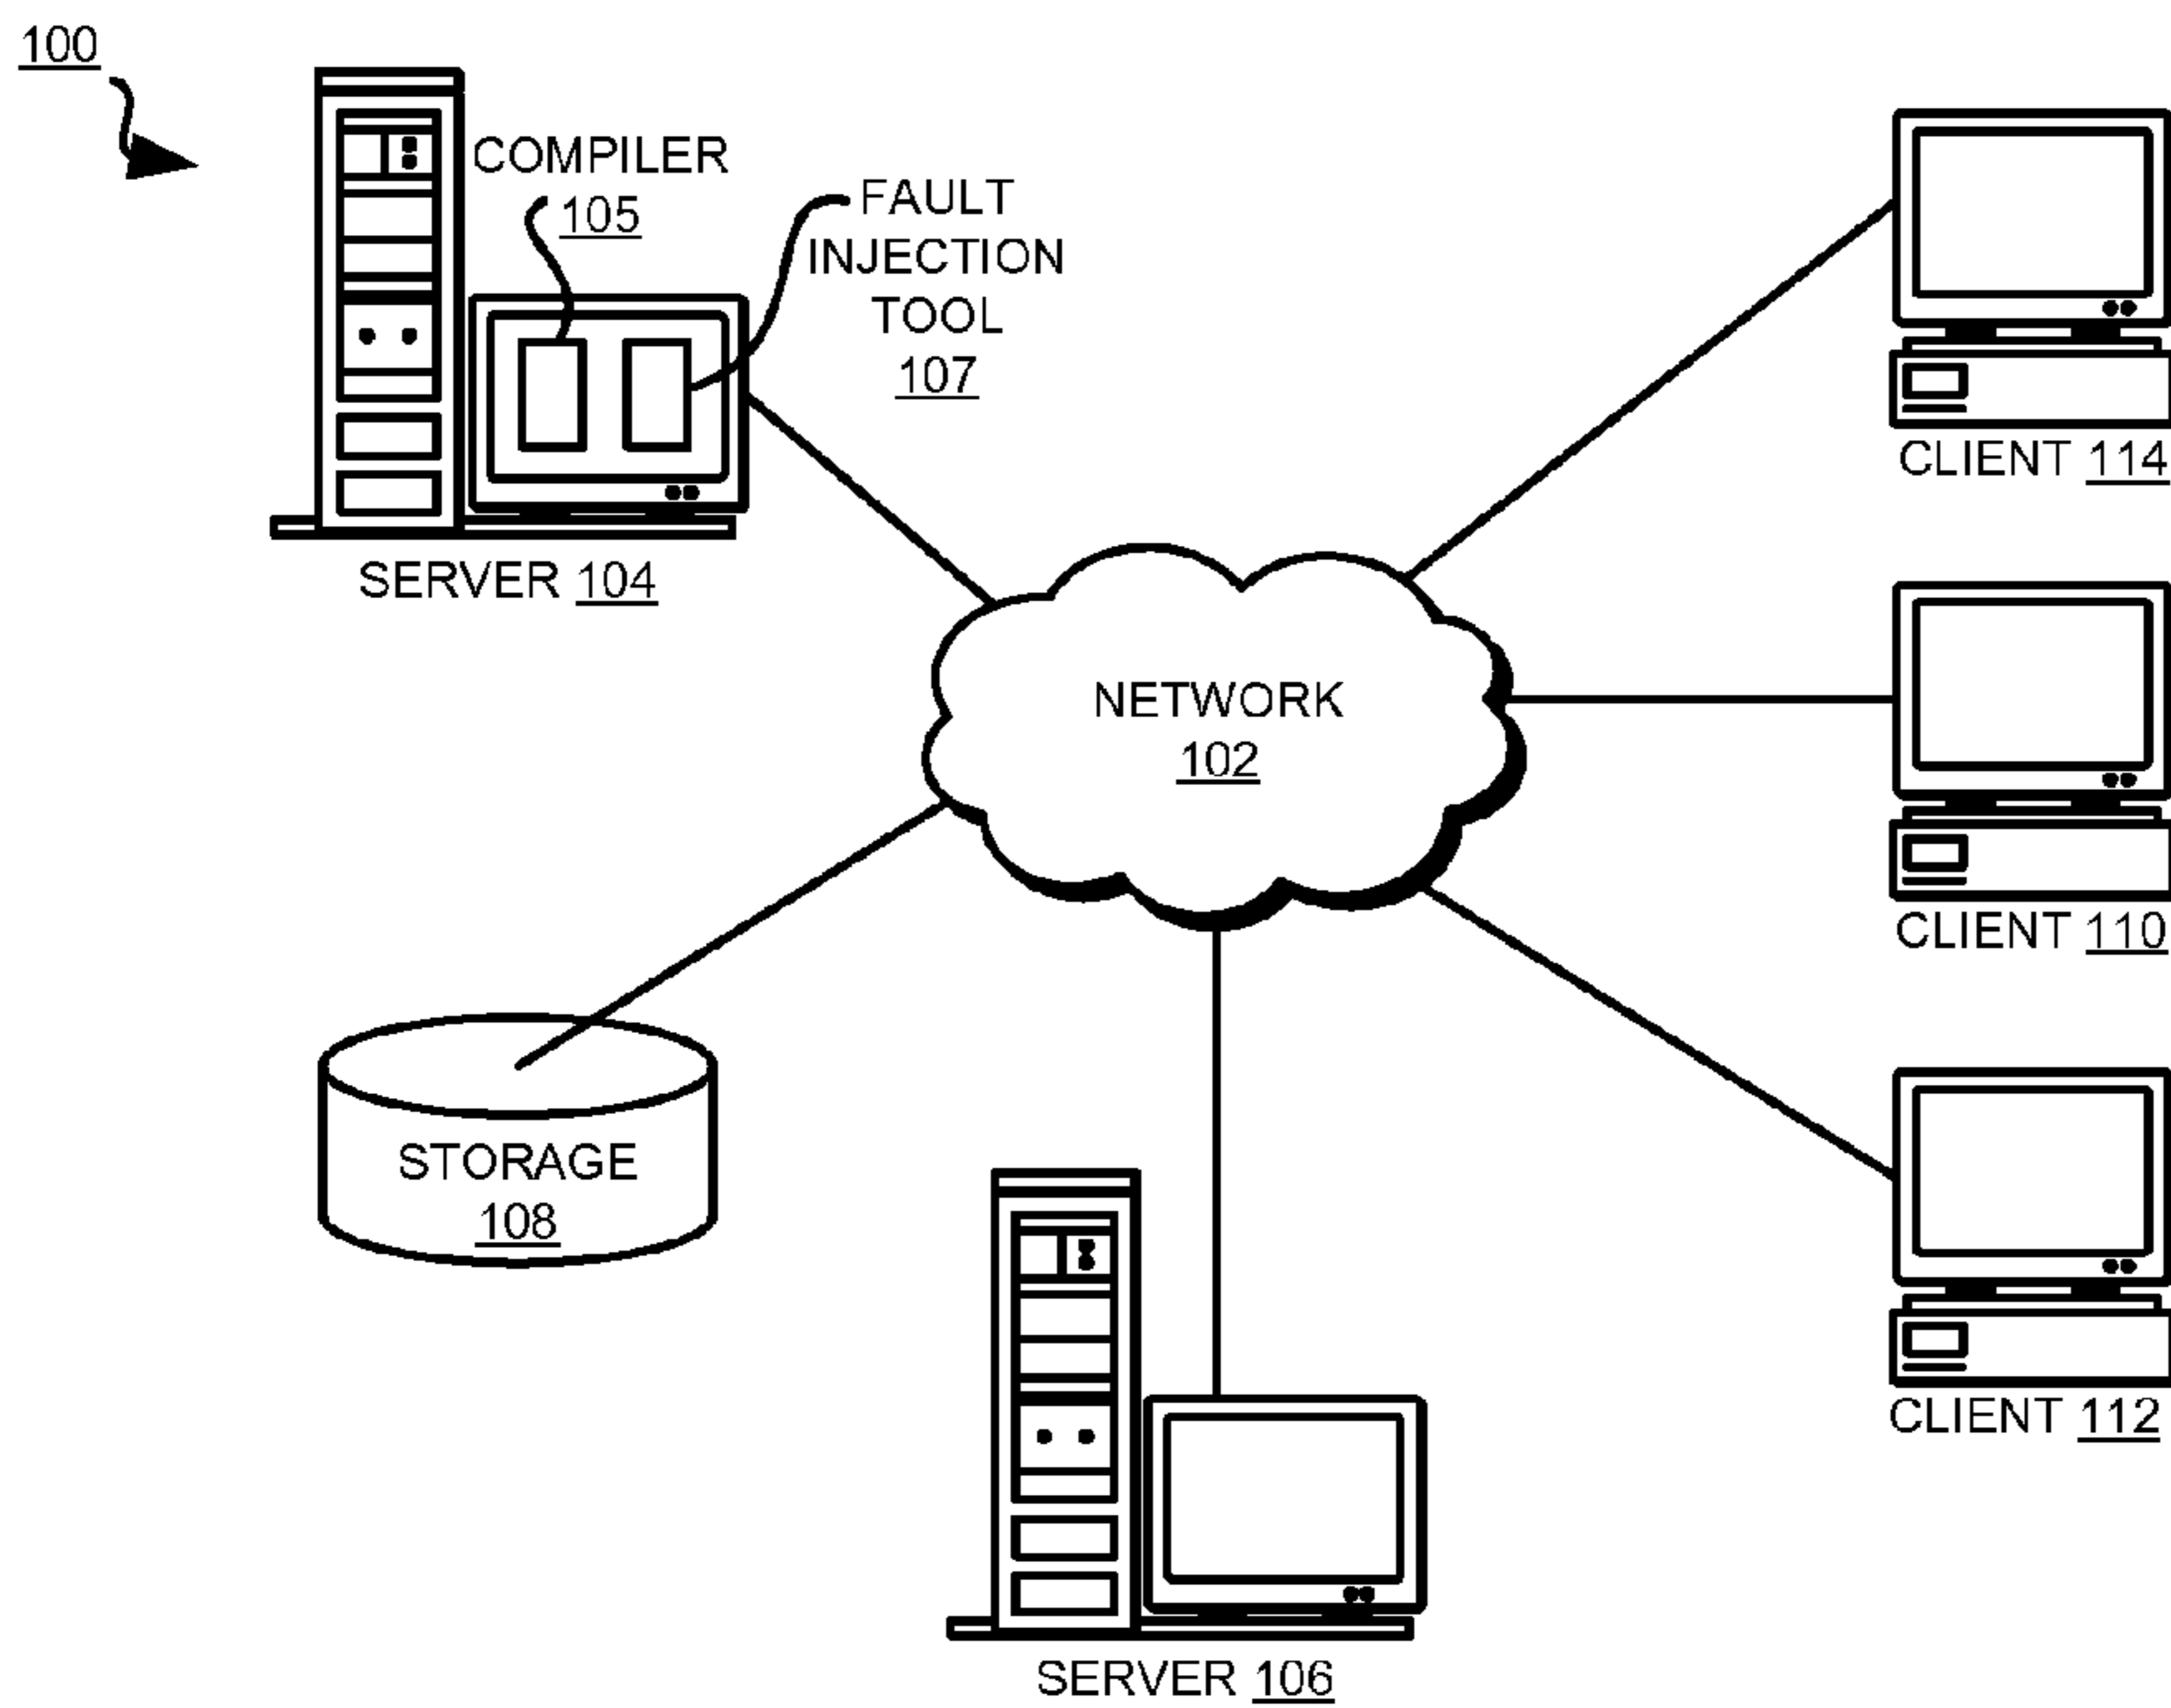 100
COMPILER
105
FAULT
INJECTION
TOOL
107
SERVER 104
CLIENT 114
NETWORK
102
CLIENT 110
STORAGE
108
CLIENT 112
SERVER 106